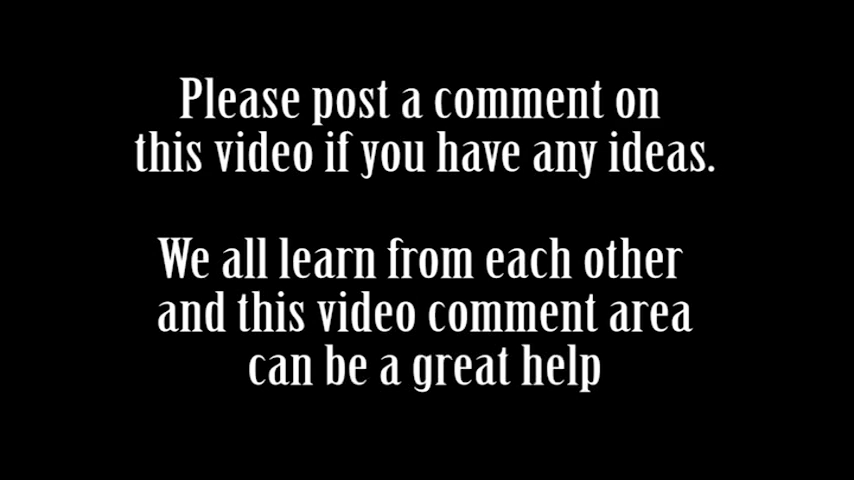 Please post a comment on
this video if you have any ideas.
We all learn from each other
and this video comment area
can be a great help